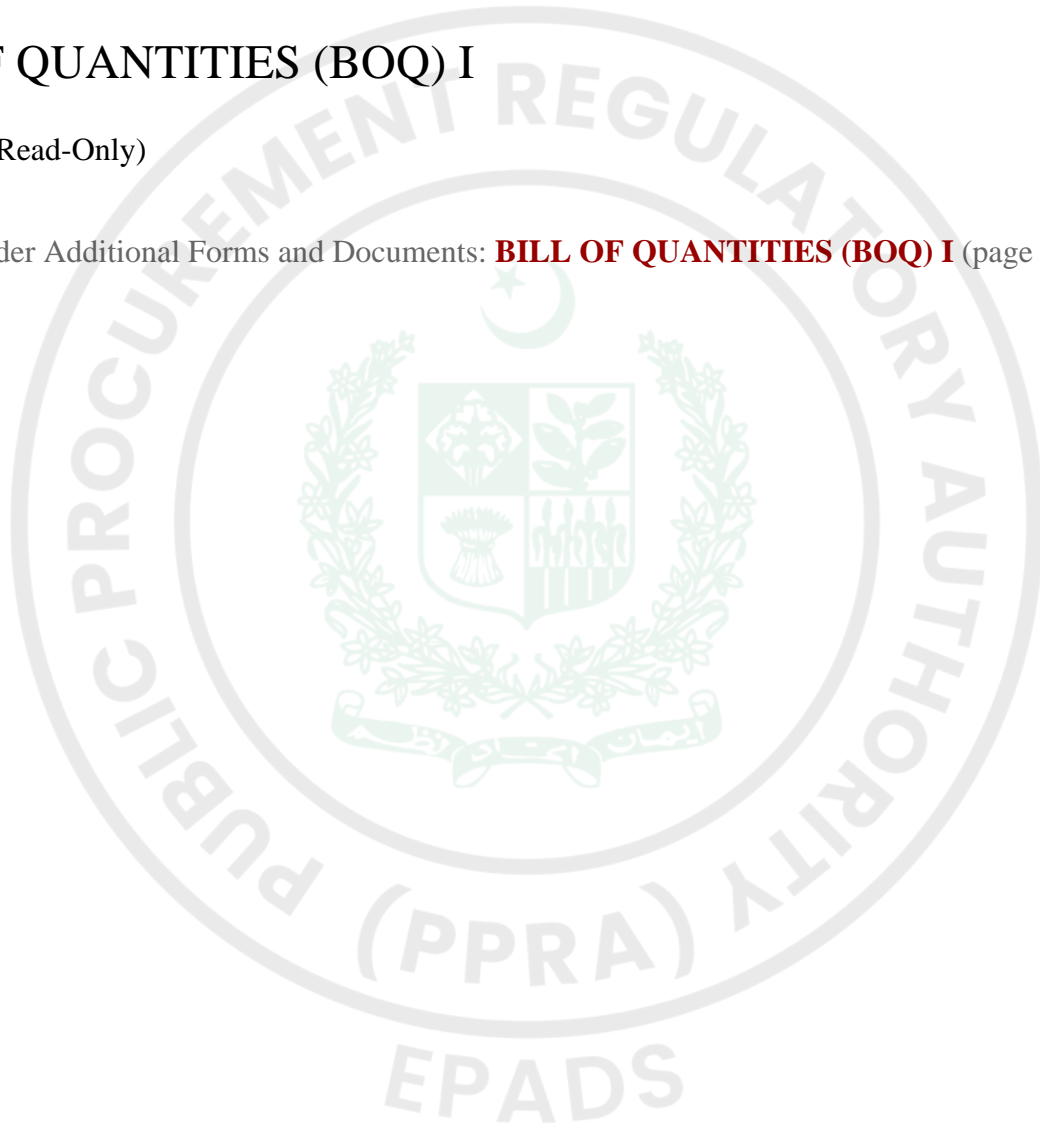 F QUANTITIES (BOQ) I
Read-Only)
der Additional Forms and Documents: BILL OF QUANTITIES (BOQ) I (page
PUBLIC PROCUREMENT REGULATORY AUTHORITY
(PPRA)
EPADS